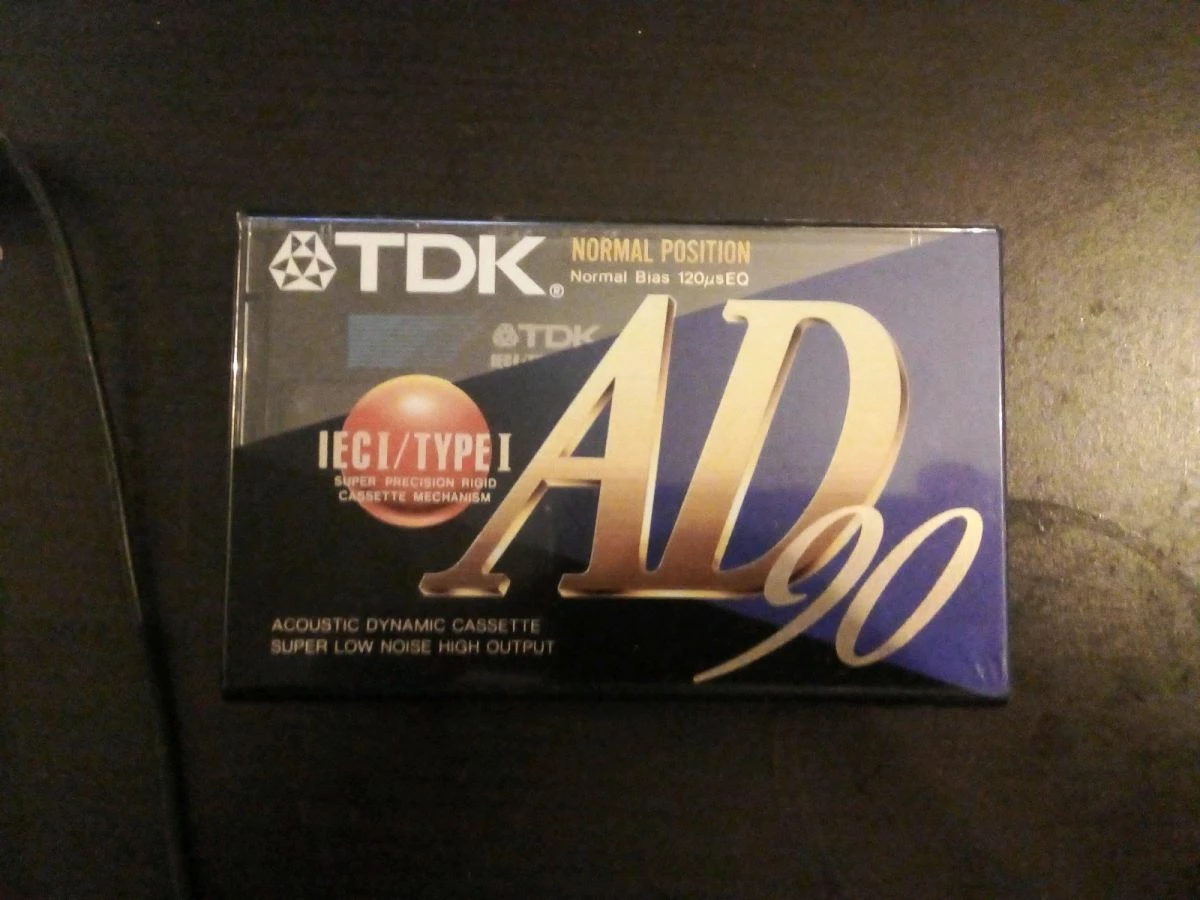 TDK®
NORMAL POSITION
Normal Bias 120µsEQ
TDK
AD
IEC I/TYPE I
SUPER PRECISION RIGID
CASSETTE MECHANISM
90
ACOUSTIC DYNAMIC CASSETTE
SUPER LOW NOISE HIGH OUTPUT